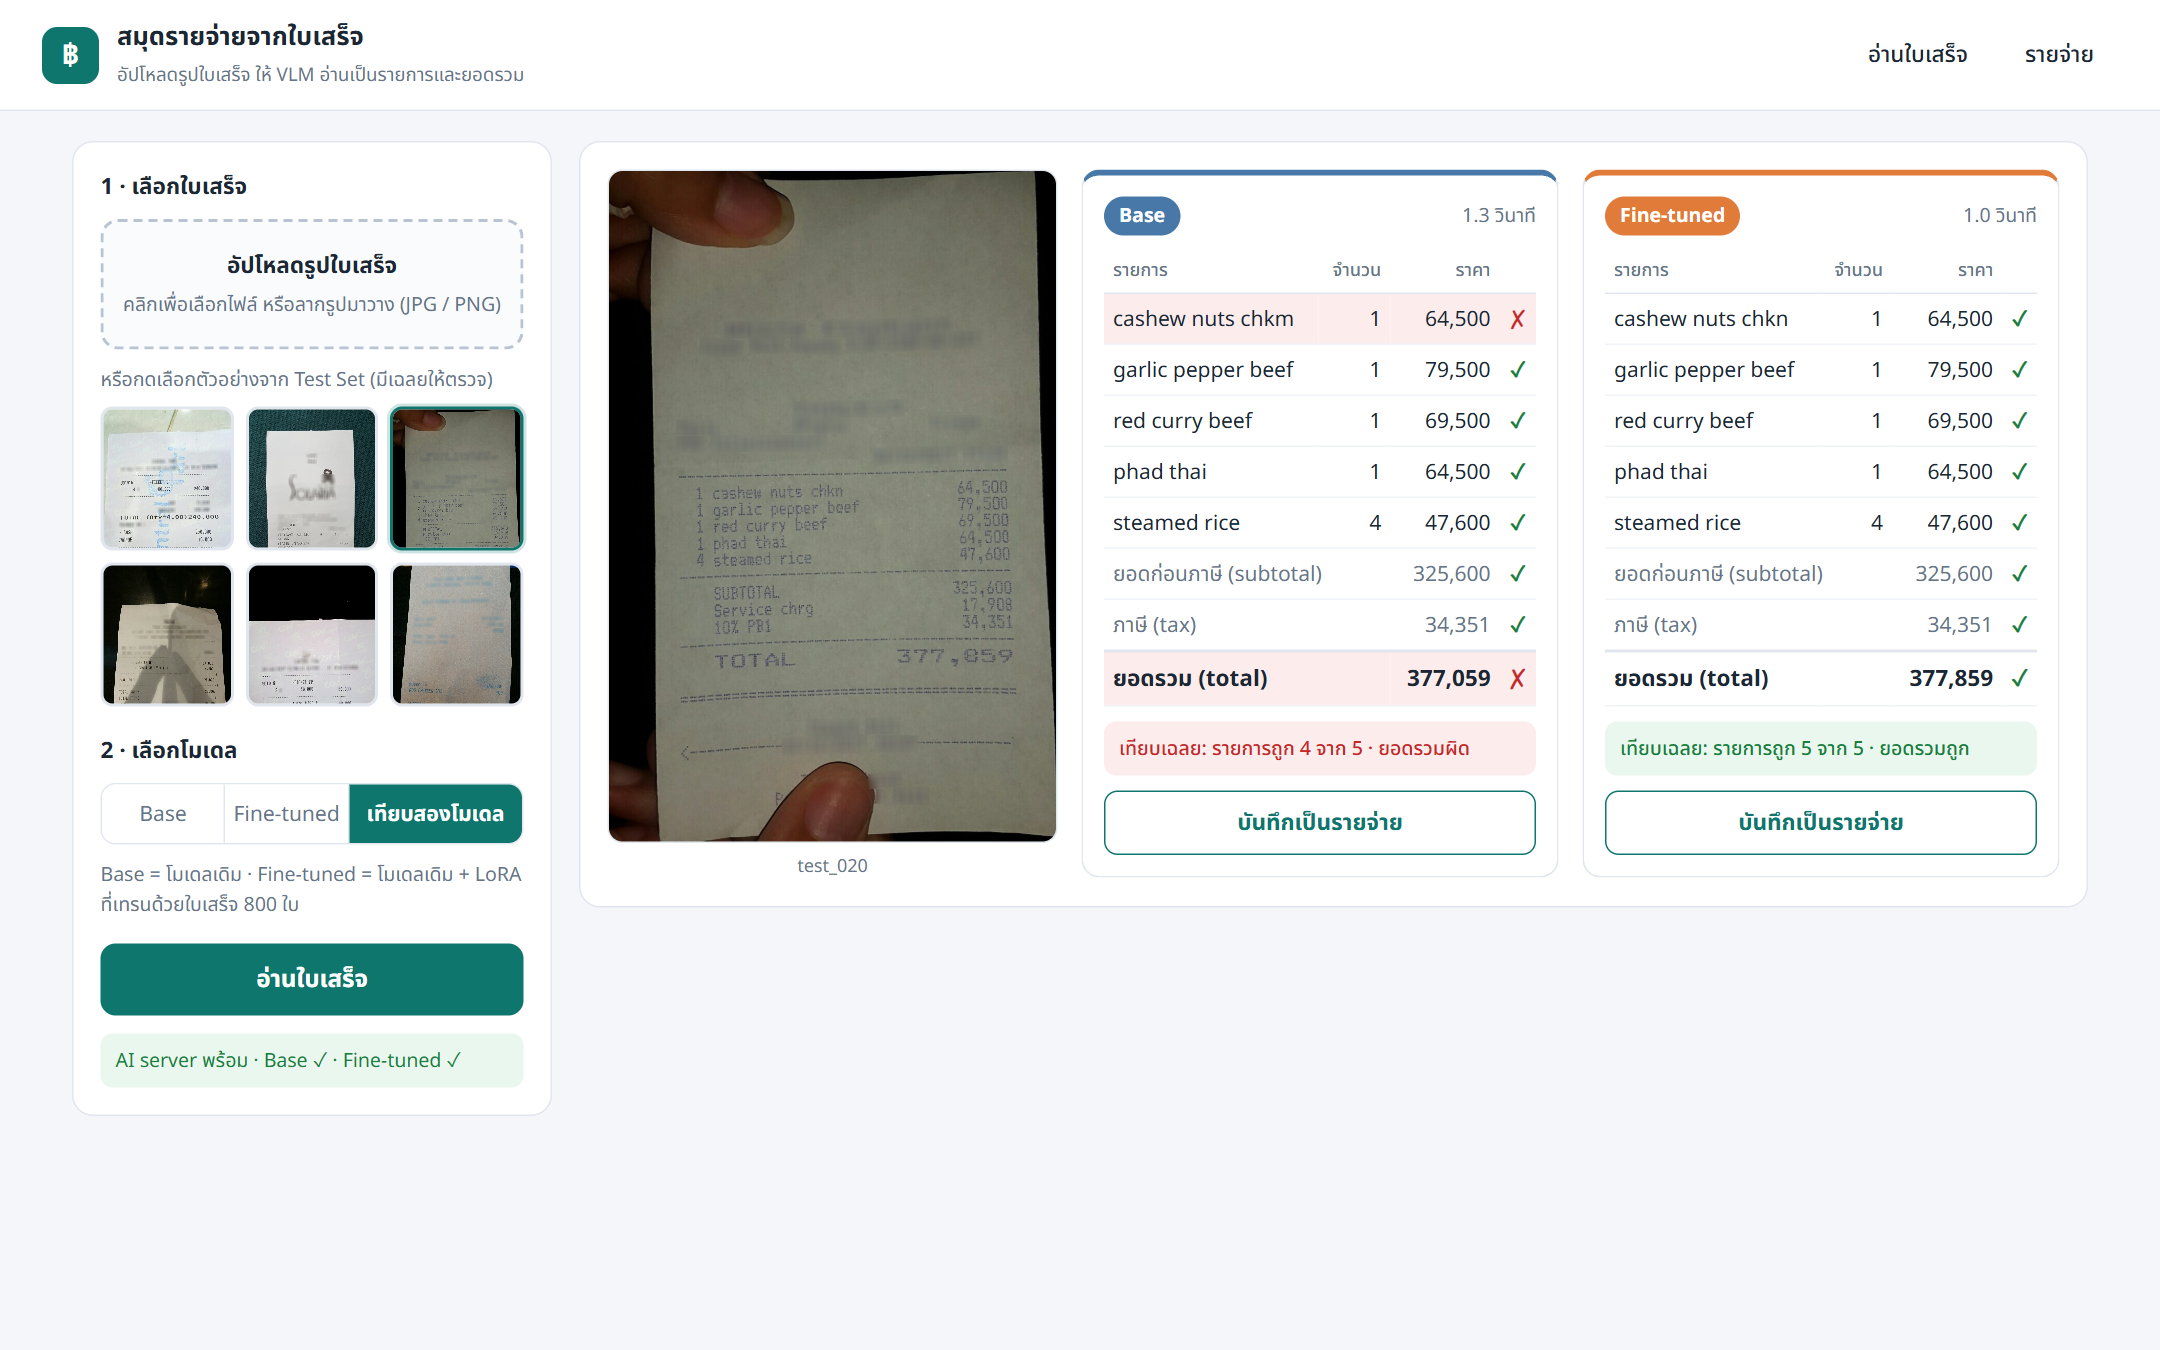 ฿
สมุดรายจ่ายจากใบเสร็จ
อัปโหลดรูปใบเสร็จ ให้ VLM อ่านเป็นรายการและยอดรวม
อ่านใบเสร็จ
รายจ่าย
1 · เลือกใบเสร็จ
อัปโหลดรูปใบเสร็จ
คลิกเพื่อเลือกไฟล์ หรือลากรูปมาวาง (JPG / PNG)
หรือกดเลือกตัวอย่างจาก Test Set (มีเฉลยให้ตรวจ)
2 · เลือกโมเดล
Base
Fine-tuned
เทียบสองโมเดล
Base = โมเดลเดิม · Fine-tuned = โมเดลเดิม + LoRA
ที่เทรนด้วยใบเสร็จ 800 ใบ
อ่านใบเสร็จ
AI server พร้อม · Base ✓ · Fine-tuned ✓
1 cashew nuts chkn 64,500
1 garlic pepper beef 79,500
1 red curry beef 69,500
1 phad thai 64,500
4 steamed rice 47,600
SUBTOTAL 325,600
Service chrg 17,908
10% PB1 34,351
TOTAL 377,859
test_020
Base 1.3 วินาที
รายการ จำนวน ราคา
cashew nuts chkm 1 64,500 ✗
garlic pepper beef 1 79,500 ✓
red curry beef 1 69,500 ✓
phad thai 1 64,500 ✓
steamed rice 4 47,600 ✓
ยอดก่อนภาษี (subtotal) 325,600 ✓
ภาษี (tax) 34,351 ✓
ยอดรวม (total) 377,059 ✗
เทียบเฉลย: รายการถูก 4 จาก 5 · ยอดรวมผิด
บันทึกเป็นรายจ่าย
Fine-tuned 1.0 วินาที
รายการ จำนวน ราคา
cashew nuts chkn 1 64,500 ✓
garlic pepper beef 1 79,500 ✓
red curry beef 1 69,500 ✓
phad thai 1 64,500 ✓
steamed rice 4 47,600 ✓
ยอดก่อนภาษี (subtotal) 325,600 ✓
ภาษี (tax) 34,351 ✓
ยอดรวม (total) 377,859 ✓
เทียบเฉลย: รายการถูก 5 จาก 5 · ยอดรวมถูก
บันทึกเป็นรายจ่าย